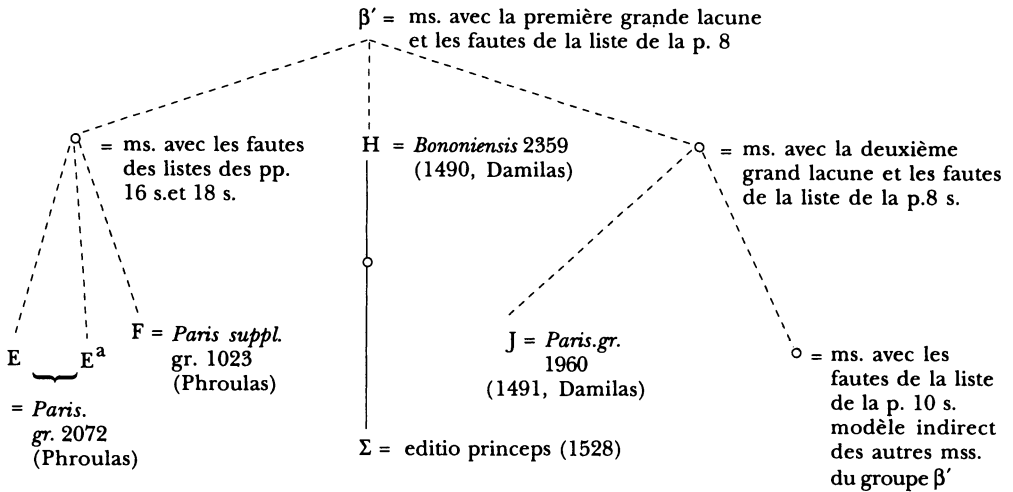 β′ = ms. avec la première grande lacune
et les fautes de la liste de la p. 8
= ms. avec les fautes
des listes des pp.
16 s.et 18 s.
H = Bononiensis 2359
(1490, Damilas)
= ms. avec la deuxième
grand lacune et les fautes
de la liste de la p.8 s.
E
Eᵃ
= Paris.
gr. 2072
(Phroulas)
F = Paris suppl.
gr. 1023
(Phroulas)
J = Paris.gr.
1960
(1491, Damilas)
= ms. avec les
fautes de la liste
de la p. 10 s.
modèle indirect
des autres mss.
du groupe β′
Σ = editio princeps (1528)